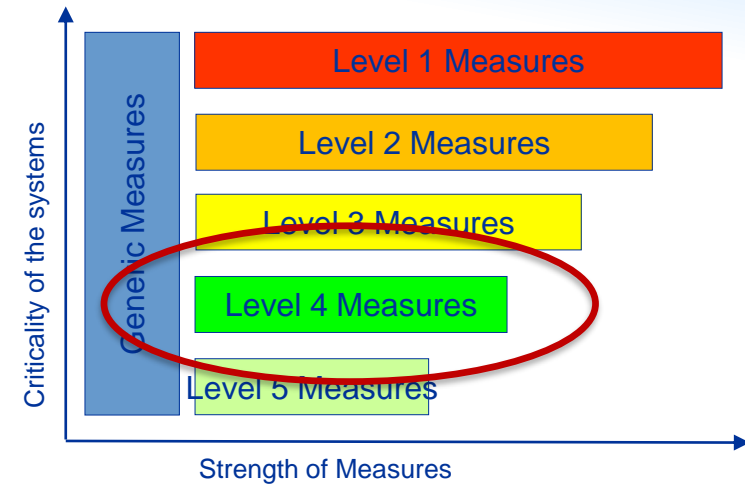 Criticality of the systems
Generic Measures
Level 1 Measures
Level 2 Measures
Level 3 Measures
Level 4 Measures
Level 5 Measures
Strength of Measures